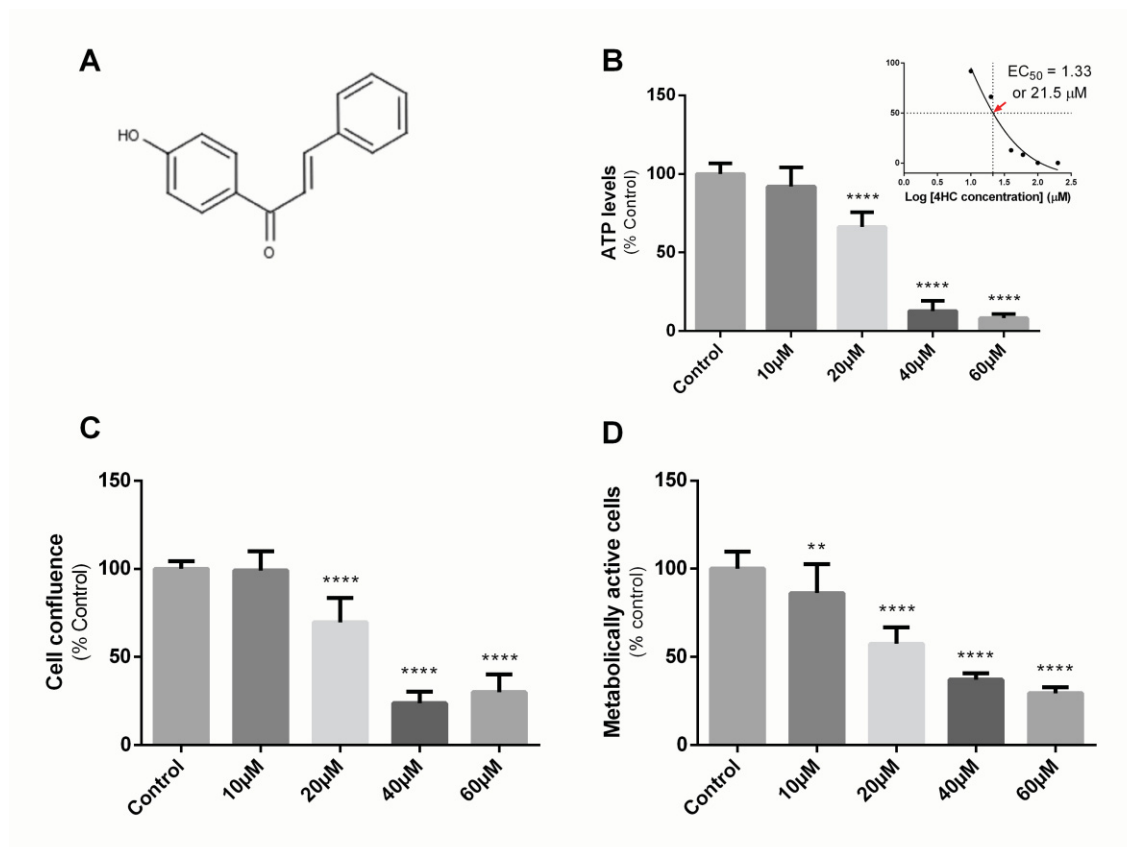 A
HO
O
B
ATP levels
(% Control)
150
100
50
0
****
****
****
Control
10µM
20µM
40µM
60µM
100
50
0
0.0
0.5
1.0
1.5
2.0
2.5
Log [4HC concentration] (µM)
EC50 = 1.33
or 21.5 µM
C
Cell confluence
(% Control)
150
100
50
0
****
****
****
Control
10µM
20µM
40µM
60µM
D
Metabolically active cells
(% control)
150
100
50
0
**
****
****
****
Control
10µM
20µM
40µM
60µM